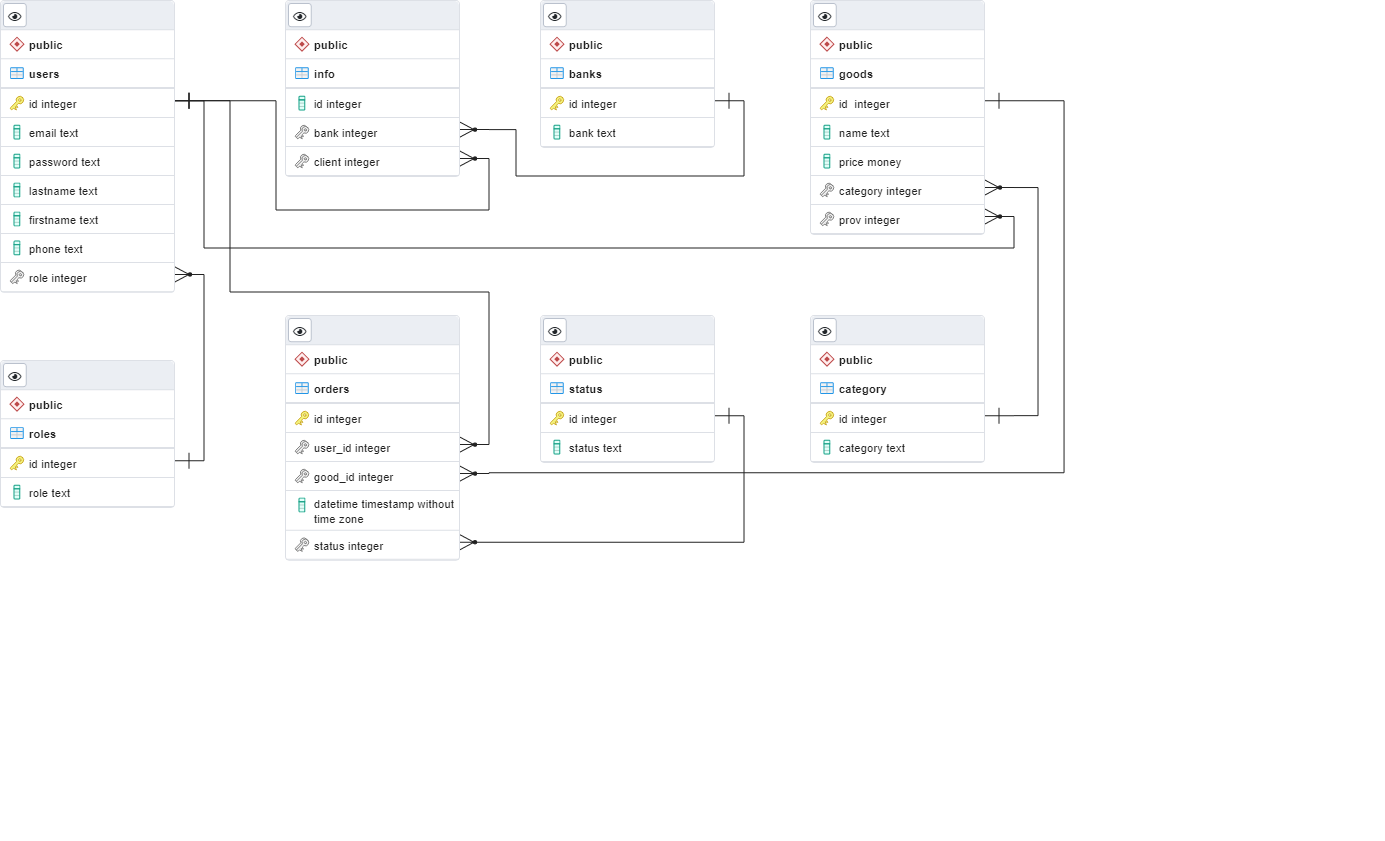 public
users
id integer
email text
password text
lastname text
firstname text
phone text
role integer
public
info
id integer
bank integer
client integer
public
banks
id integer
bank text
public
goods
id  integer
name text
price money
category integer
prov integer
public
roles
id integer
role text
public
orders
id integer
user_id integer
good_id integer
datetime timestamp without
time zone
status integer
public
status
id integer
status text
public
category
id integer
category text